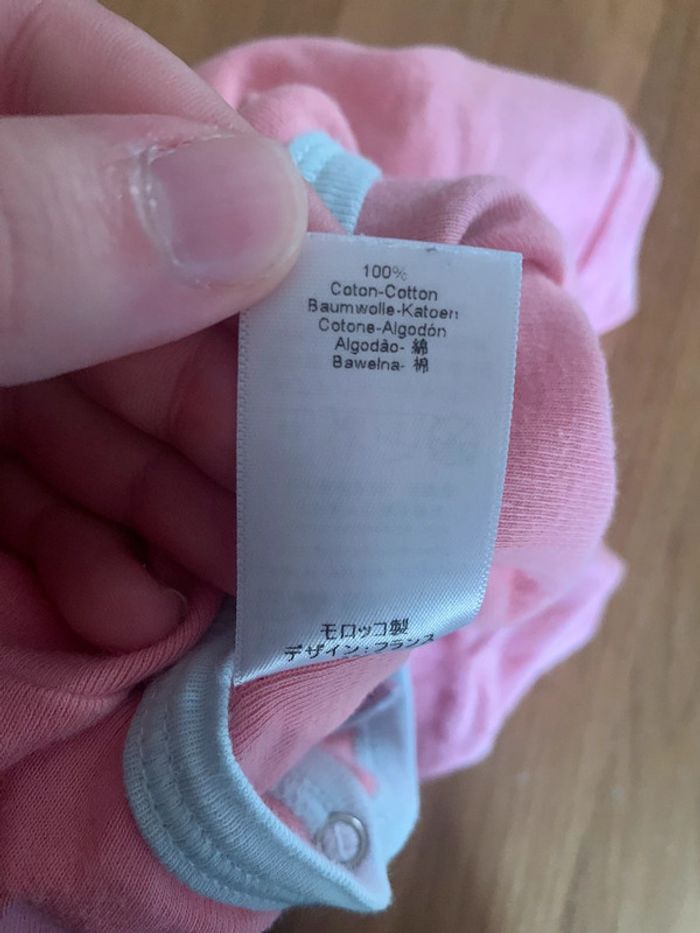 100%
Coton-Cotton
Baumwolle-Katoen
Cotone-Algodón
Algodão- 綿
Bawelna- 棉
モロッコ製
デザイン:フランス